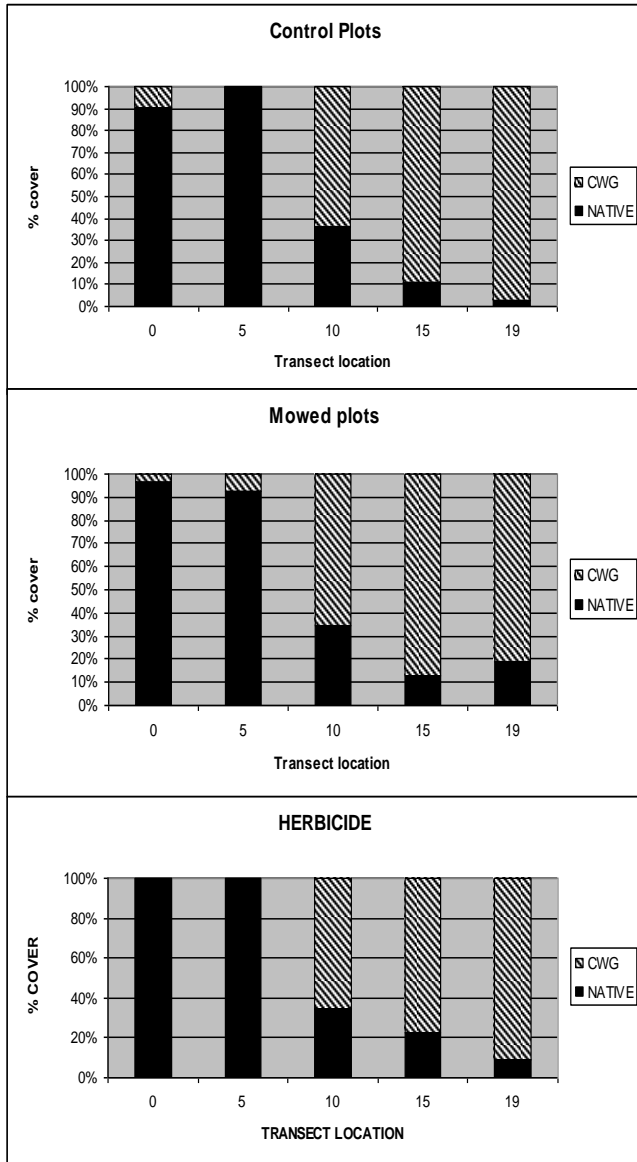 Control Plots
100%
90%
80%
70%
60%
50%
40%
30%
20%
10%
0%
% cover
0 5 10 15 19
Transect location
CWG
NATIVE
Mowed plots
100%
90%
80%
70%
60%
50%
40%
30%
20%
10%
0%
% cover
0 5 10 15 19
Transect location
CWG
NATIVE
HERBICIDE
100%
80%
60%
40%
20%
0%
% COVER
0 5 10 15 19
TRANSECT LOCATION
CWG
NATIVE